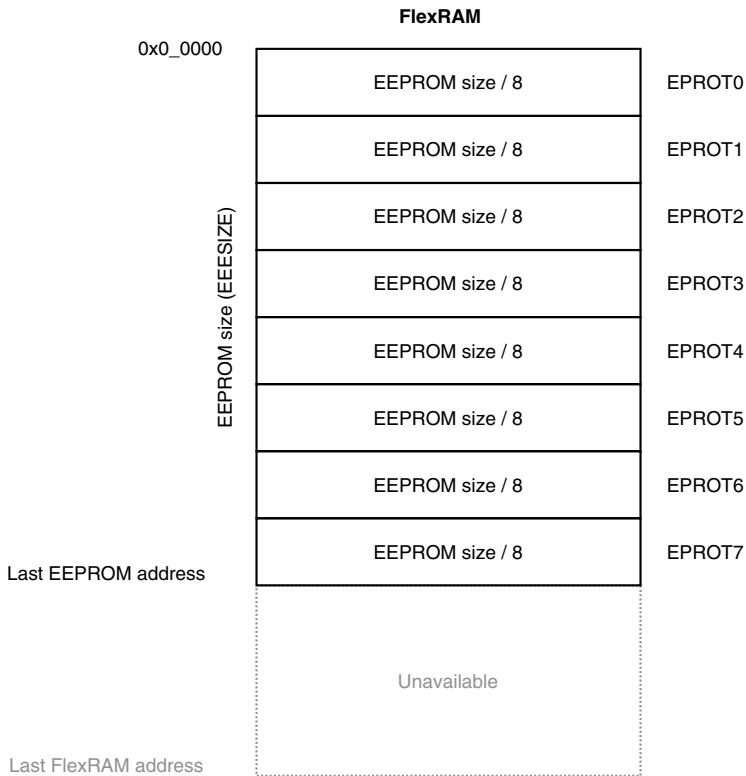 FlexRAM
0x0_0000
EEPROM size / 8
EPROT0
EEPROM size / 8
EPROT1
EEPROM size / 8
EPROT2
EEPROM size / 8
EPROT3
EEPROM size (EEESIZE)
EEPROM size / 8
EPROT4
EEPROM size / 8
EPROT5
EEPROM size / 8
EPROT6
EEPROM size / 8
EPROT7
Last EEPROM address
Unavailable
Last FlexRAM address